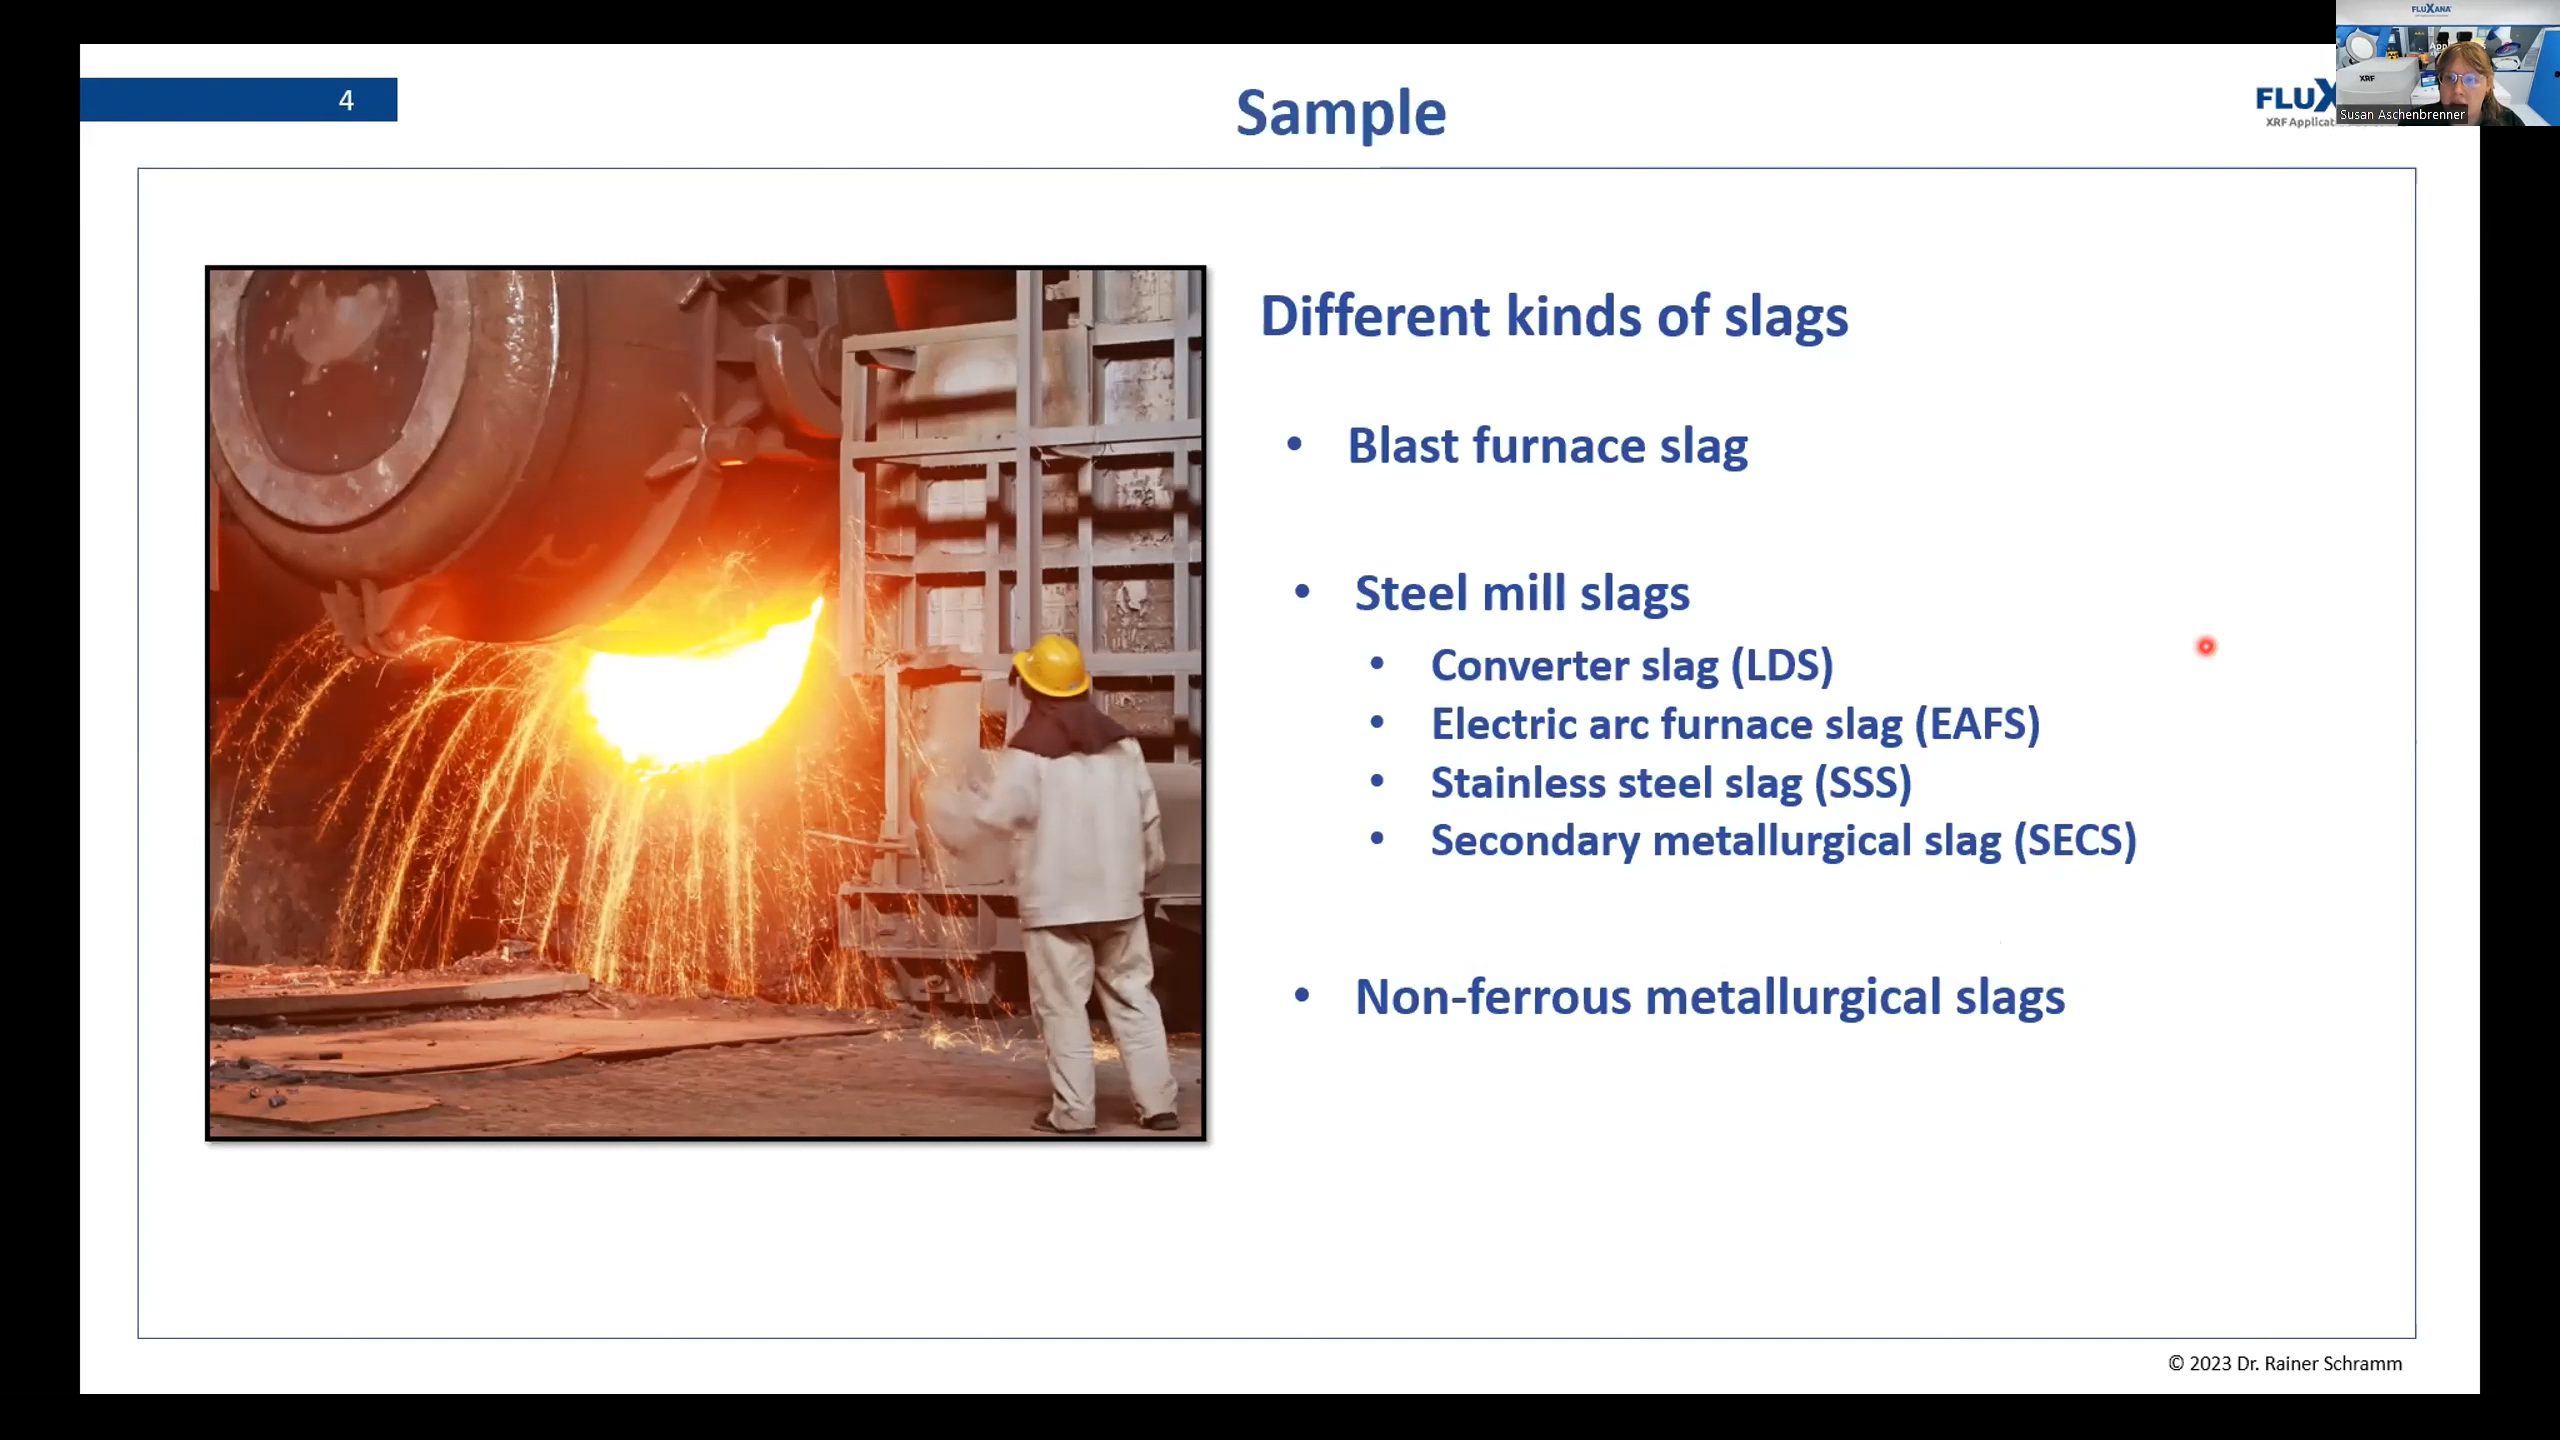 4
Sample
FLUX
XRF Applicat
FLUXANA
XRF
Susan Aschenbrenner
Different kinds of slags
• Blast furnace slag
• Steel mill slags
• Converter slag (LDS)
• Electric arc furnace slag (EAFS)
• Stainless steel slag (SSS)
• Secondary metallurgical slag (SECS)
• Non-ferrous metallurgical slags
© 2023 Dr. Rainer Schramm